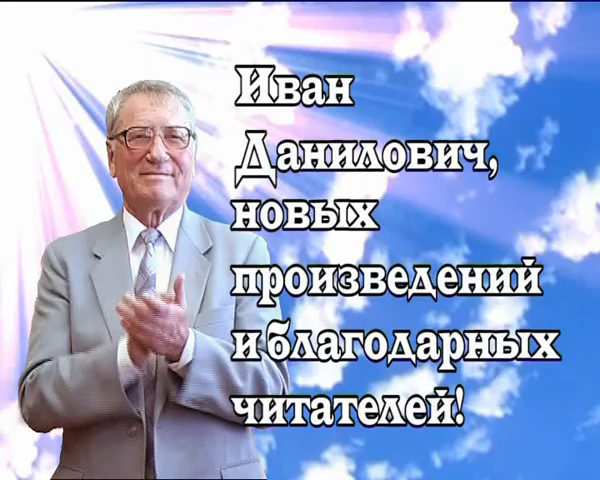 Иван
Данилович,
новых
произведений
и благодарных
читателей!